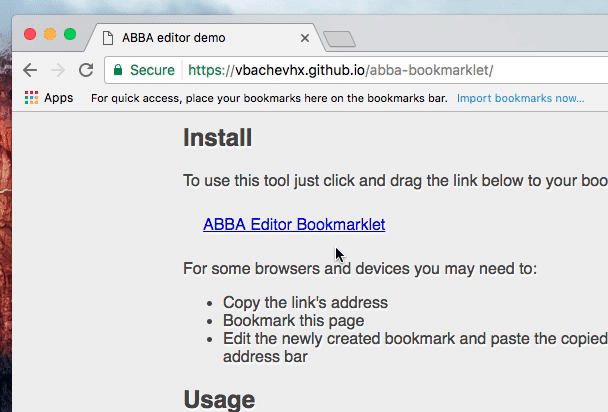 ABBA editor demo
Secure https://vbachevhx.github.io/abba-bookmarklet/
Apps For quick access, place your bookmarks here on the bookmarks bar. Import bookmarks now...
Install
To use this tool just click and drag the link below to your boo
ABBA Editor Bookmarklet
For some browsers and devices you may need to:
• Copy the link's address
• Bookmark this page
• Edit the newly created bookmark and paste the copied
address bar
Usage